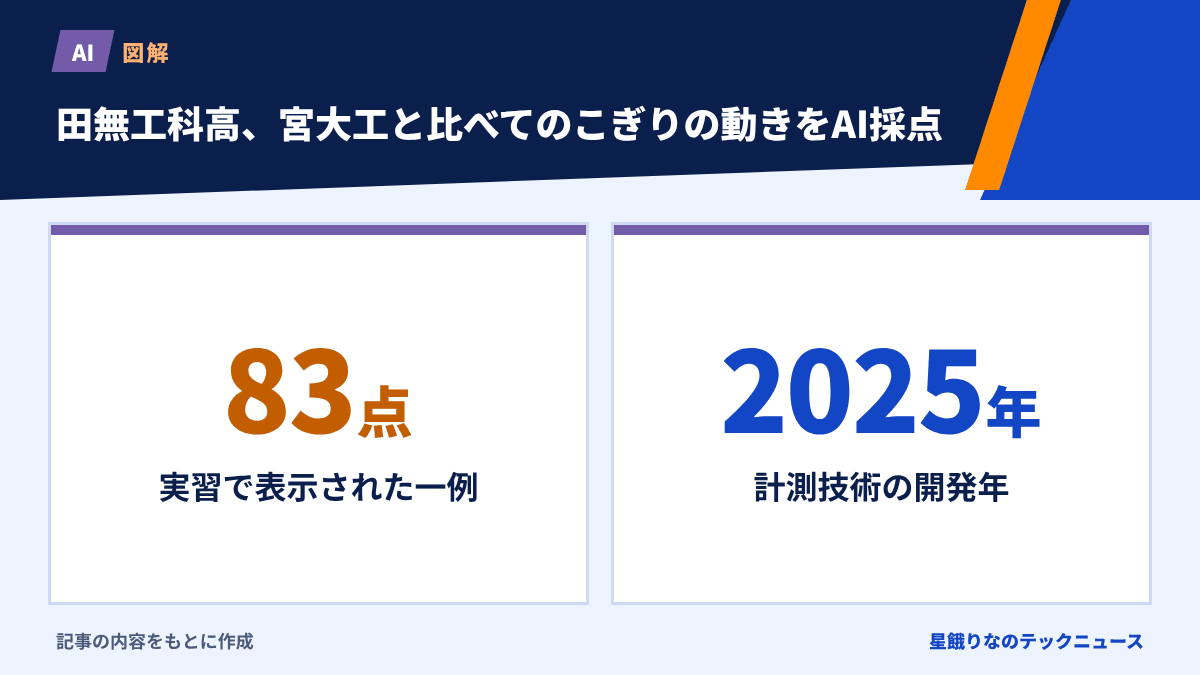 AI 図解
田無工科高、宮大工と比べてのこぎりの動きをAI採点
83点
実習で表示された一例
2025年
計測技術の開発年
記事の内容をもとに作成
星餓りなのテックニュース